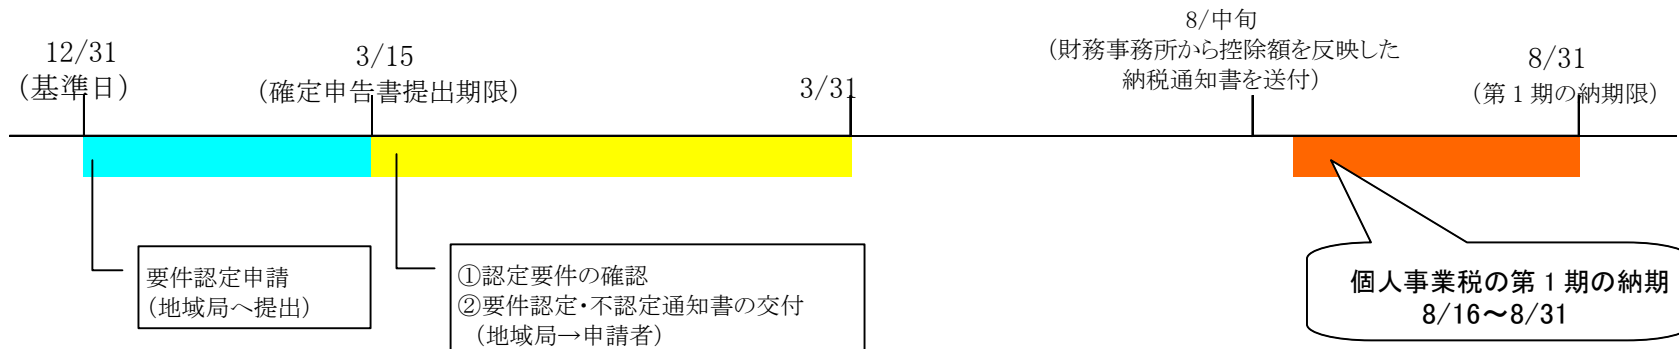 12/31
(基準日)
3/15
(確定申告書提出期限)
3/31
8/中旬
(財務事務所から控除額を反映した
納税通知書を送付)
8/31
(第1期の納期限)
要件認定申請
(地域局へ提出)
①認定要件の確認
②要件認定・不認定通知書の交付
(地域局→申請者)
個人事業税の第1期の納期
8/16～8/31